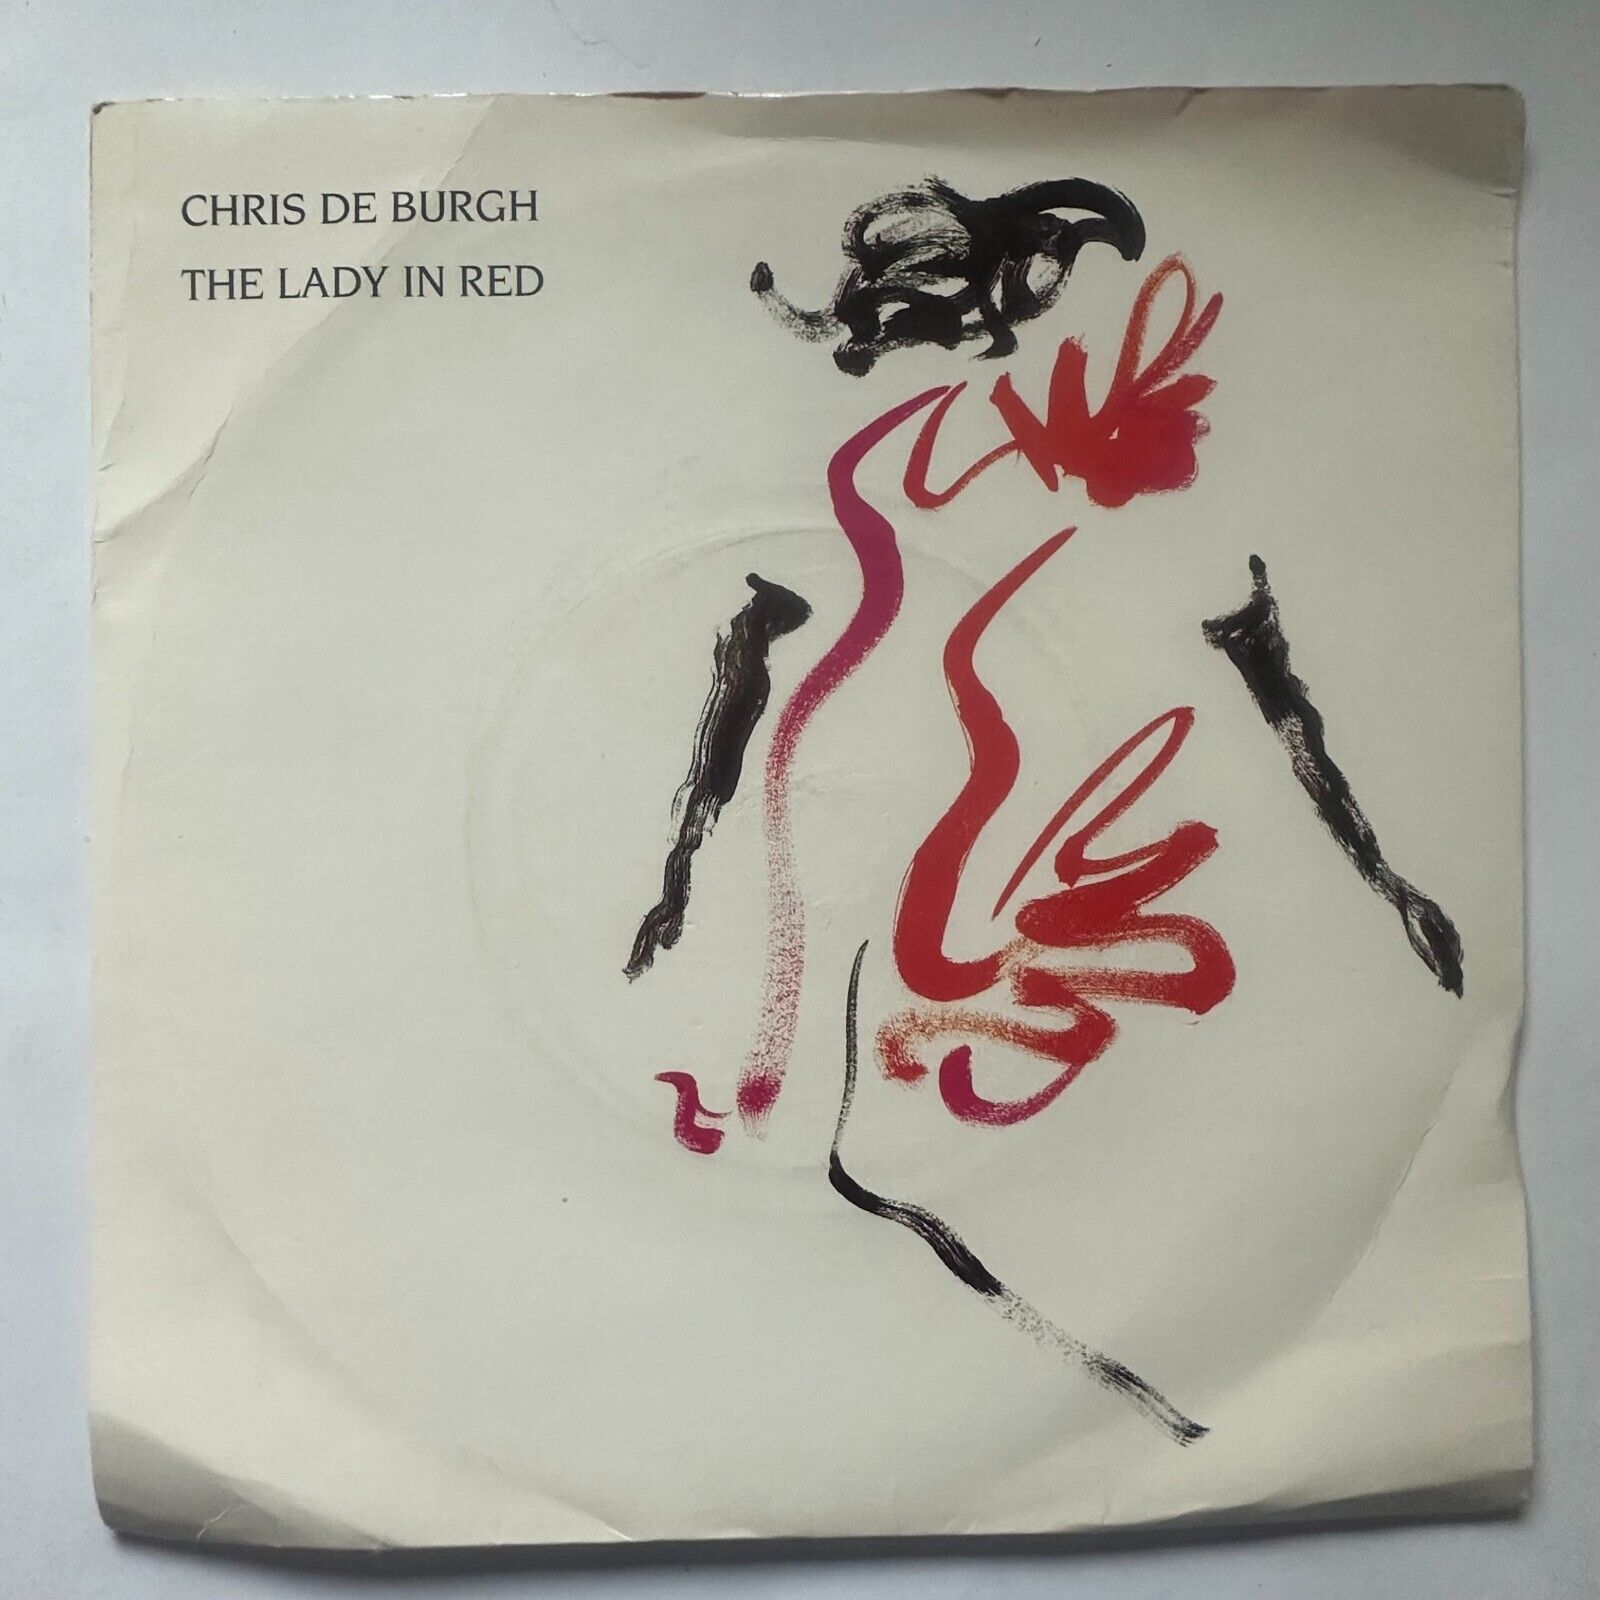 CHRIS DE BURGH
THE LADY IN RED